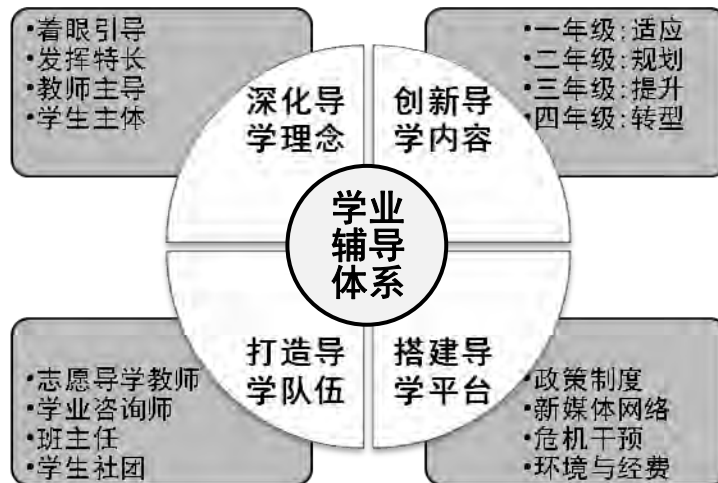 •着眼引导
•发挥特长
•教师主导
•学生主体
•一年级:适应
•二年级:规划
•三年级:提升
•四年级:转型
深化导
学理念
创新导
学内容
学业
辅导
体系
打造导
学队伍
搭建导
学平台
•志愿导学教师
•学业咨询师
•班主任
•学生社团
•政策制度
•新媒体网络
•危机干预
•环境与经费